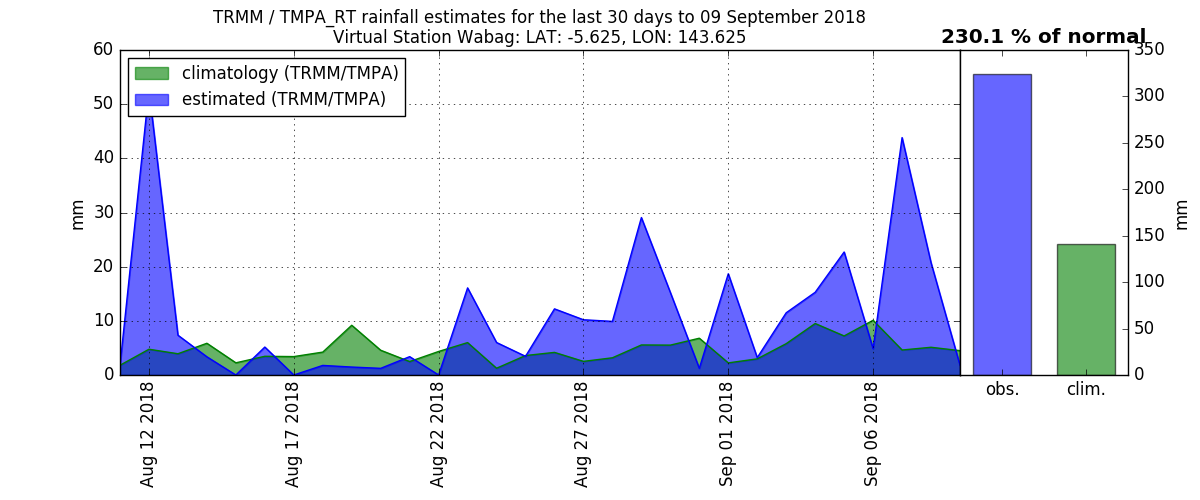 TRMM / TMPA_RT rainfall estimates for the last 30 days to 09 September 2018
Virtual Station Wabag: LAT: -5.625, LON: 143.625
230.1 % of normal
climatology (TRMM/TMPA)
estimated (TRMM/TMPA)
mm
60
50
40
30
20
10
0
Aug 12 2018
Aug 17 2018
Aug 22 2018
Aug 27 2018
Sep 01 2018
Sep 06 2018
obs.
clim.
350
300
250
200
150
100
50
0
mm